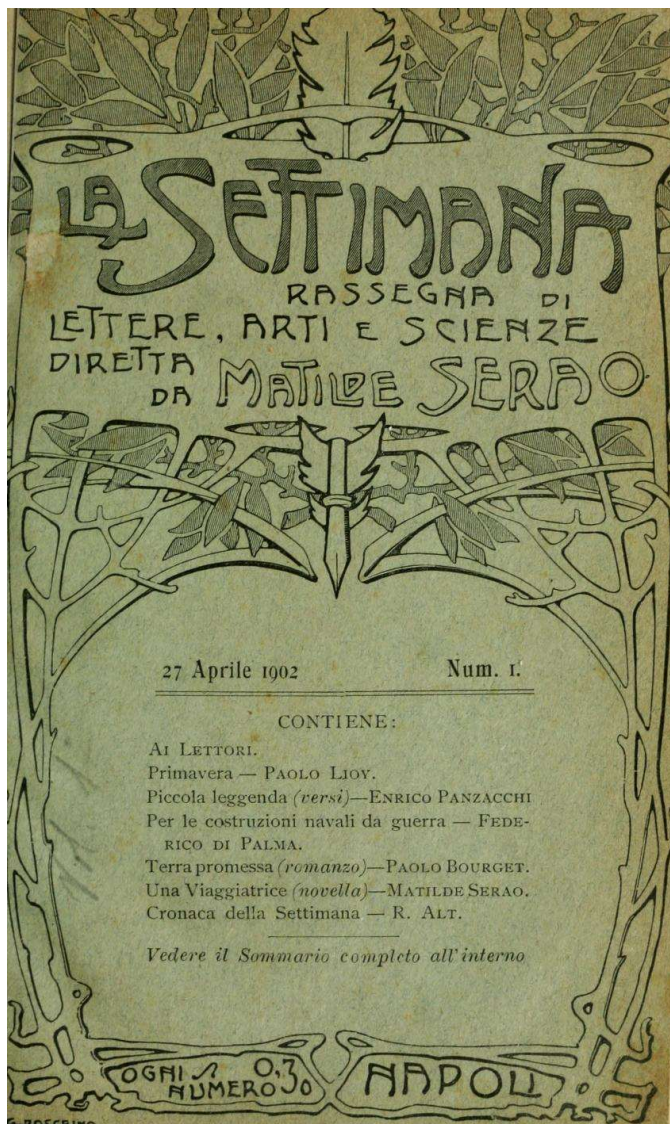 LA SETTIMANA
RASSEGNA DI
LETTERE, ARTI E SCIENZE
DIRETTA
DA MATILDE SERAO
27 Aprile 1902 Num. 1.
CONTIENE:
AI LETTORI.
Primavera — PAOLO LIOY.
Piccola leggenda (versi)—ENRICO PANZACCHI
Per le costruzioni navali da guerra — FEDE-
RICO DI PALMA.
Terra promessa (romanzo)—PAOLO BOURGET.
Una Viaggiatrice (novella)—MATILDE SERAO.
Cronaca della Settimana — R. ALT.
Vedere il Sommario completo all'interno
OGNI
NUMERO 0,30
NAPOLI